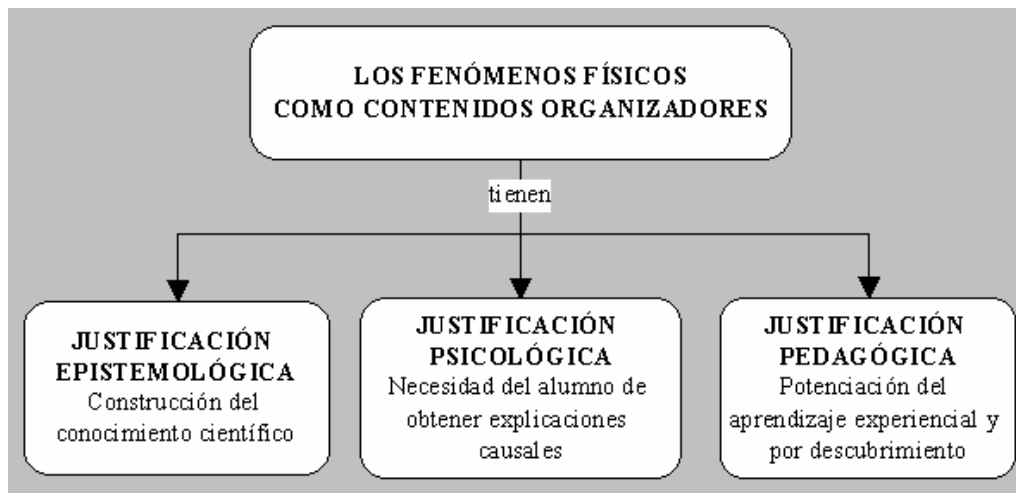 LOS FENÓMENOS FÍSICOS
COMO CONTENIDOS ORGANIZADORES
tienen
JUSTIFICACIÓN
EPISTEMOLÓGICA
Construcción del
conocimiento científico
JUSTIFICACIÓN
PSICOLÓGICA
Necesidad del alumno de
obtener explicaciones
causales
JUSTIFICACIÓN
PEDAGÓGICA
Potenciación del
aprendizaje experiencial y
por descubrimiento